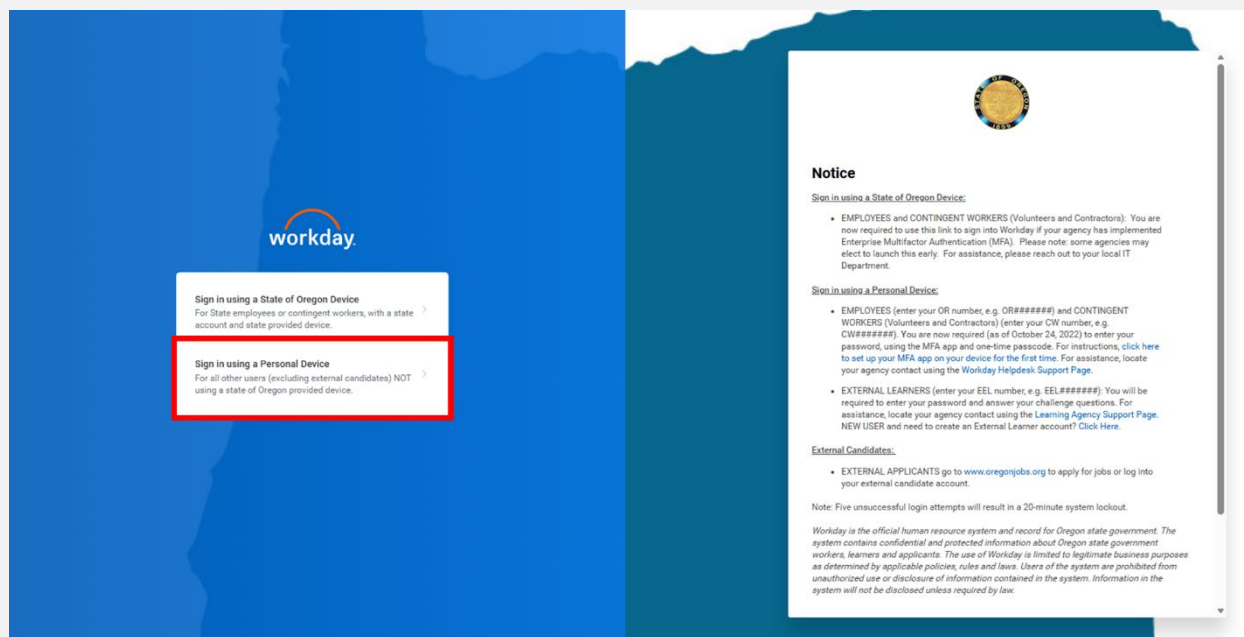 workday.
Sign in using a State of Oregon Device
For State employees or contingent workers, with a state
account and state provided device.
Sign in using a Personal Device
For all other users (excluding external candidates) NOT
using a state of Oregon provided device.
STATE OF OREGON
1859
Notice
Sign in using a State of Oregon Device:
• EMPLOYEES and CONTINGENT WORKERS (Volunteers and Contractors): You are
now required to use this link to sign into Workday if your agency has implemented
Enterprise Multifactor Authentication (MFA). Please note: some agencies may
elect to launch this early. For assistance, please reach out to your local IT
Department.
Sign in using a Personal Device:
• EMPLOYEES (enter your OR number, e.g. OR#######) and CONTINGENT
WORKERS (Volunteers and Contractors) (enter your CW number, e.g.
CW#######). You are now required (as of October 24, 2022) to enter your
password, using the MFA app and one-time passcode. For instructions, click here
to set up your MFA app on your device for the first time. For assistance, locate
your agency contact using the Workday Helpdesk Support Page.
• EXTERNAL LEARNERS (enter your EEL number, e.g. EEL#######): You will be
required to enter your password and answer your challenge questions. For
assistance, locate your agency contact using the Learning Agency Support Page.
NEW USER and need to create an External Learner account? Click Here.
External Candidates:
• EXTERNAL APPLICANTS go to www.oregonjobs.org to apply for jobs or log into
your external candidate account.
Note: Five unsuccessful login attempts will result in a 20-minute system lockout.
Workday is the official human resource system and record for Oregon state government. The
system contains confidential and protected information about Oregon state government
workers, learners and applicants. The use of Workday is limited to legitimate business purposes
as determined by applicable policies, rules and laws. Users of the system are prohibited from
unauthorized use or disclosure of information contained in the system. Information in the
system will not be disclosed unless required by law.